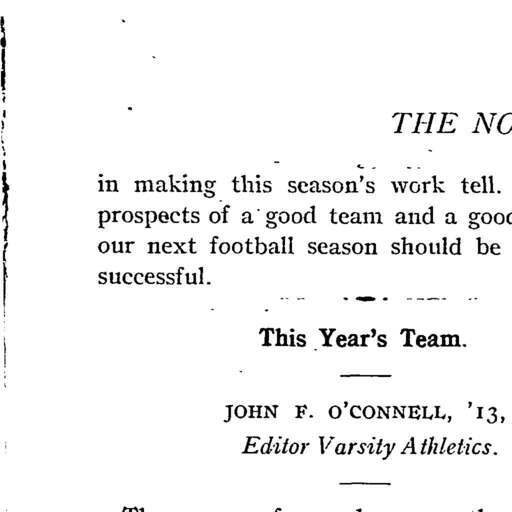 THE NO
in making this season's work tell.
prospects of a good team and a good
our next football season should be
successful.
This Year's Team.
JOHN F. O'CONNELL, '13,
Editor Varsity Athletics.